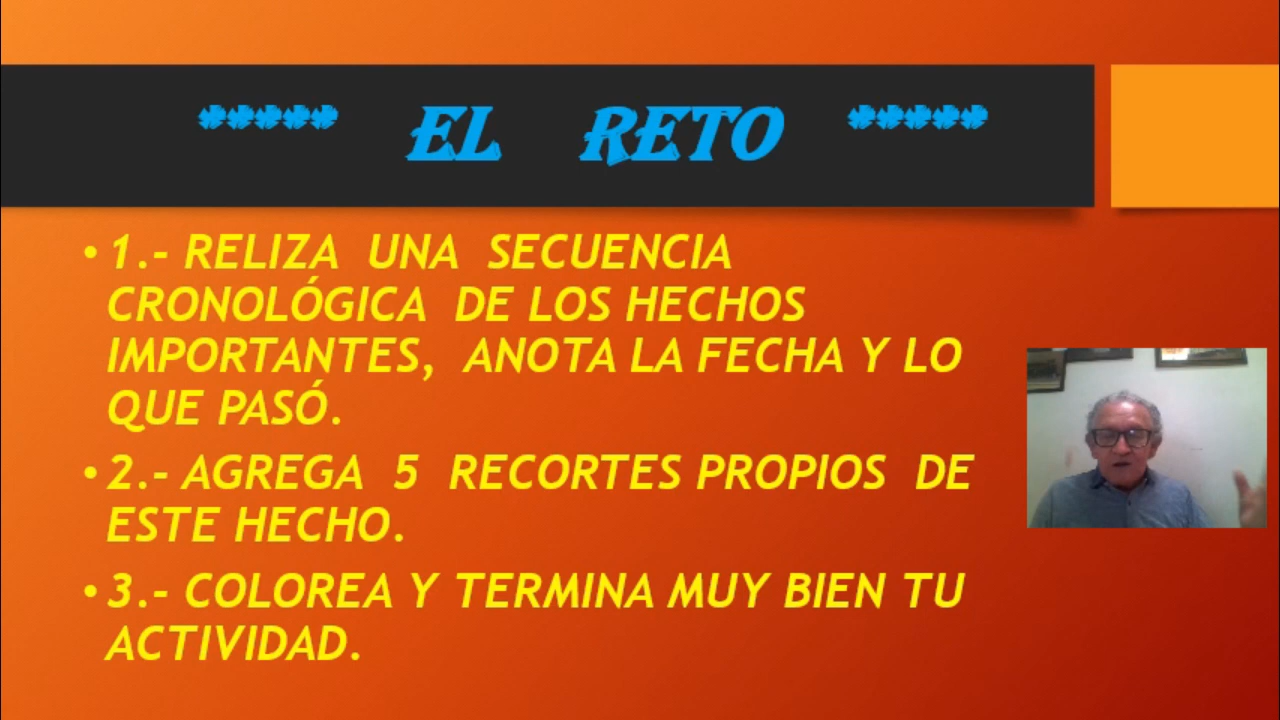 ***** EL RETO *****
• 1.- RELIZA UNA SECUENCIA
CRONOLÓGICA DE LOS HECHOS
IMPORTANTES, ANOTA LA FECHA Y LO
QUE PASÓ.
• 2.- AGREGA 5 RECORTES PROPIOS DE
ESTE HECHO.
• 3.- COLOREA Y TERMINA MUY BIEN TU
ACTIVIDAD.